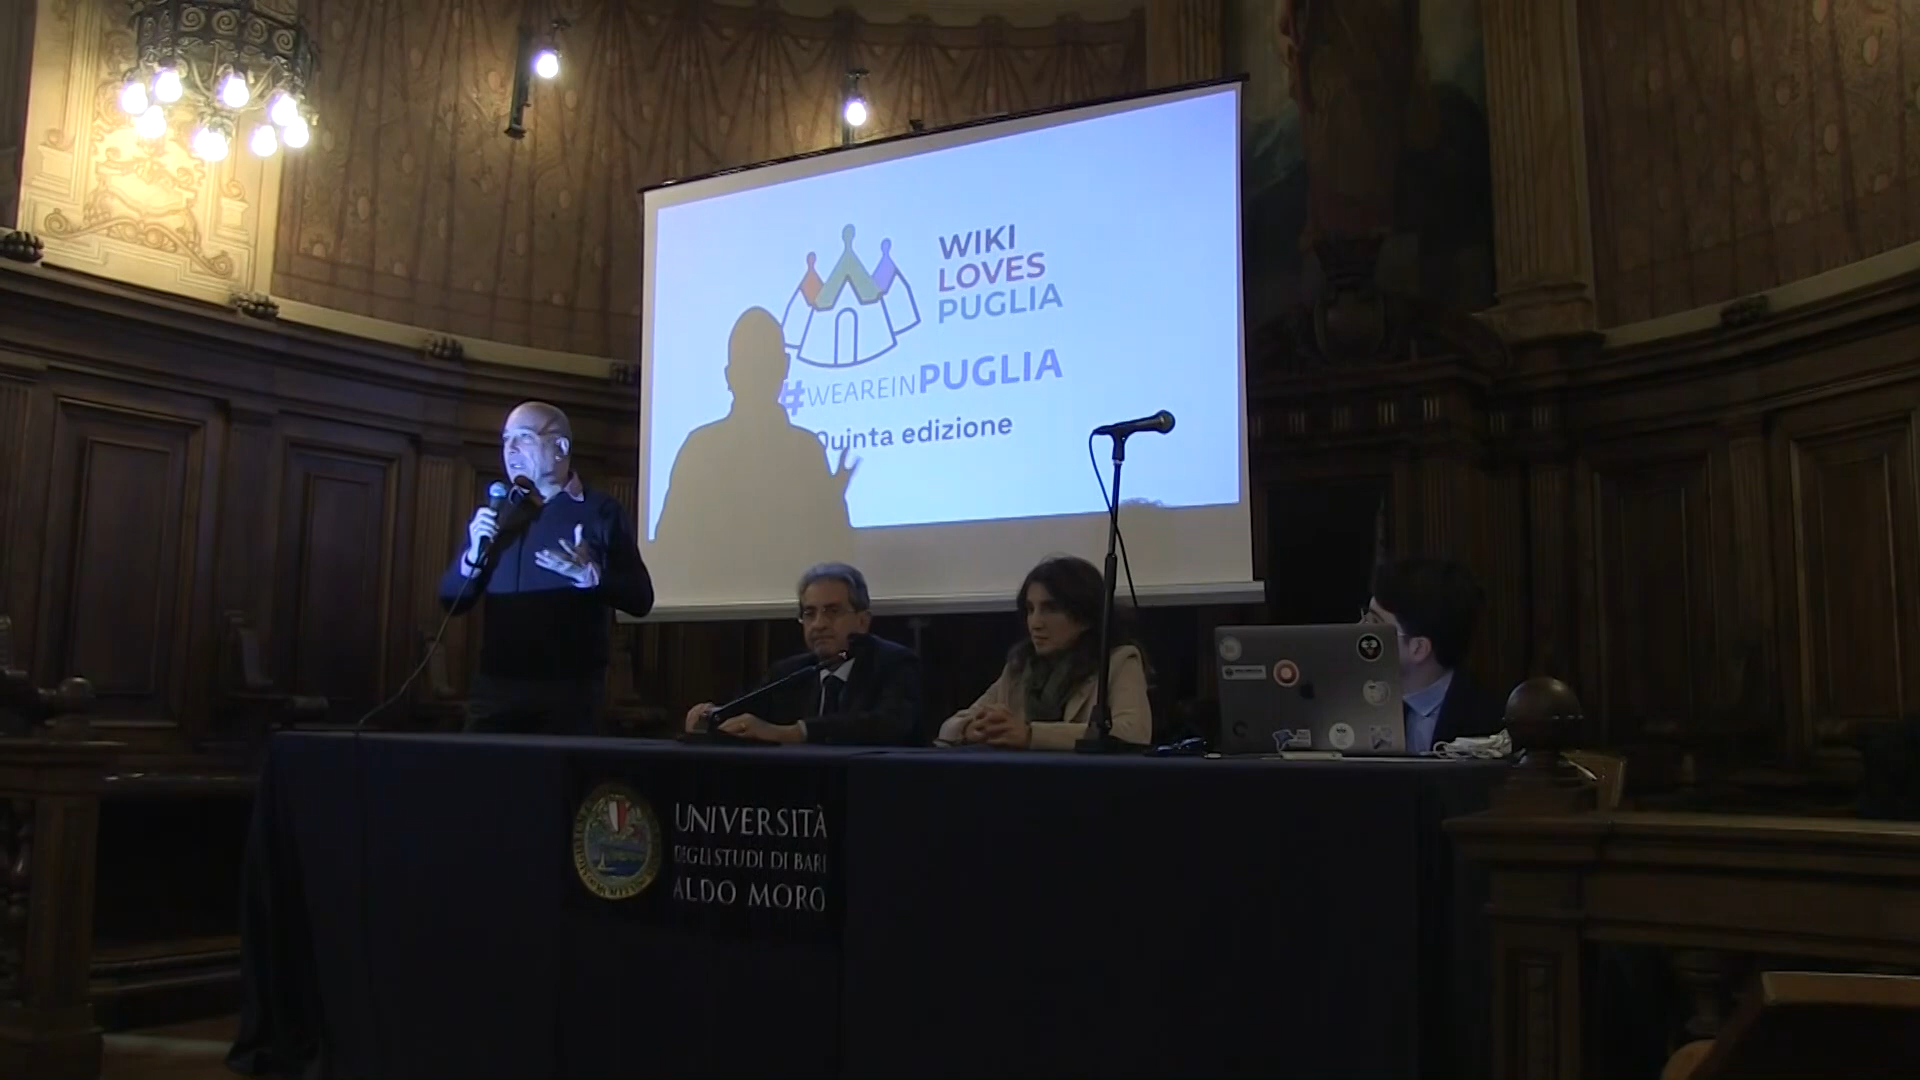 WIKI
LOVES
PUGLIA
#WEAREINPUGLIA
Quinta edizione
UNIVERSITÀ
DEGLI STUDI DI BARI
ALDO MORO